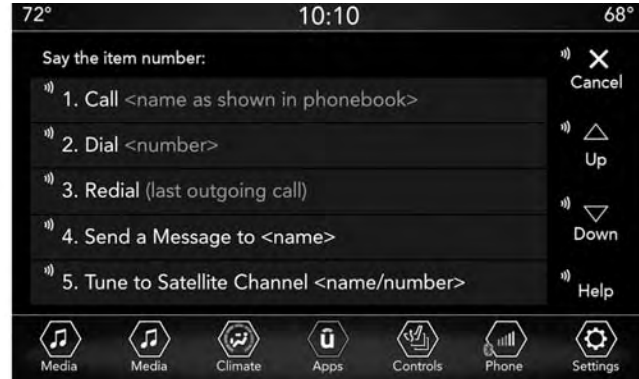 72° 10:10 68°
Say the item number:
1. Call <name as shown in phonebook>
2. Dial <number>
3. Redial (last outgoing call)
4. Send a Message to <name>
5. Tune to Satellite Channel <name/number>
Cancel
Up
Down
Help
û
Media Media Climate Apps Controls Phone Settings